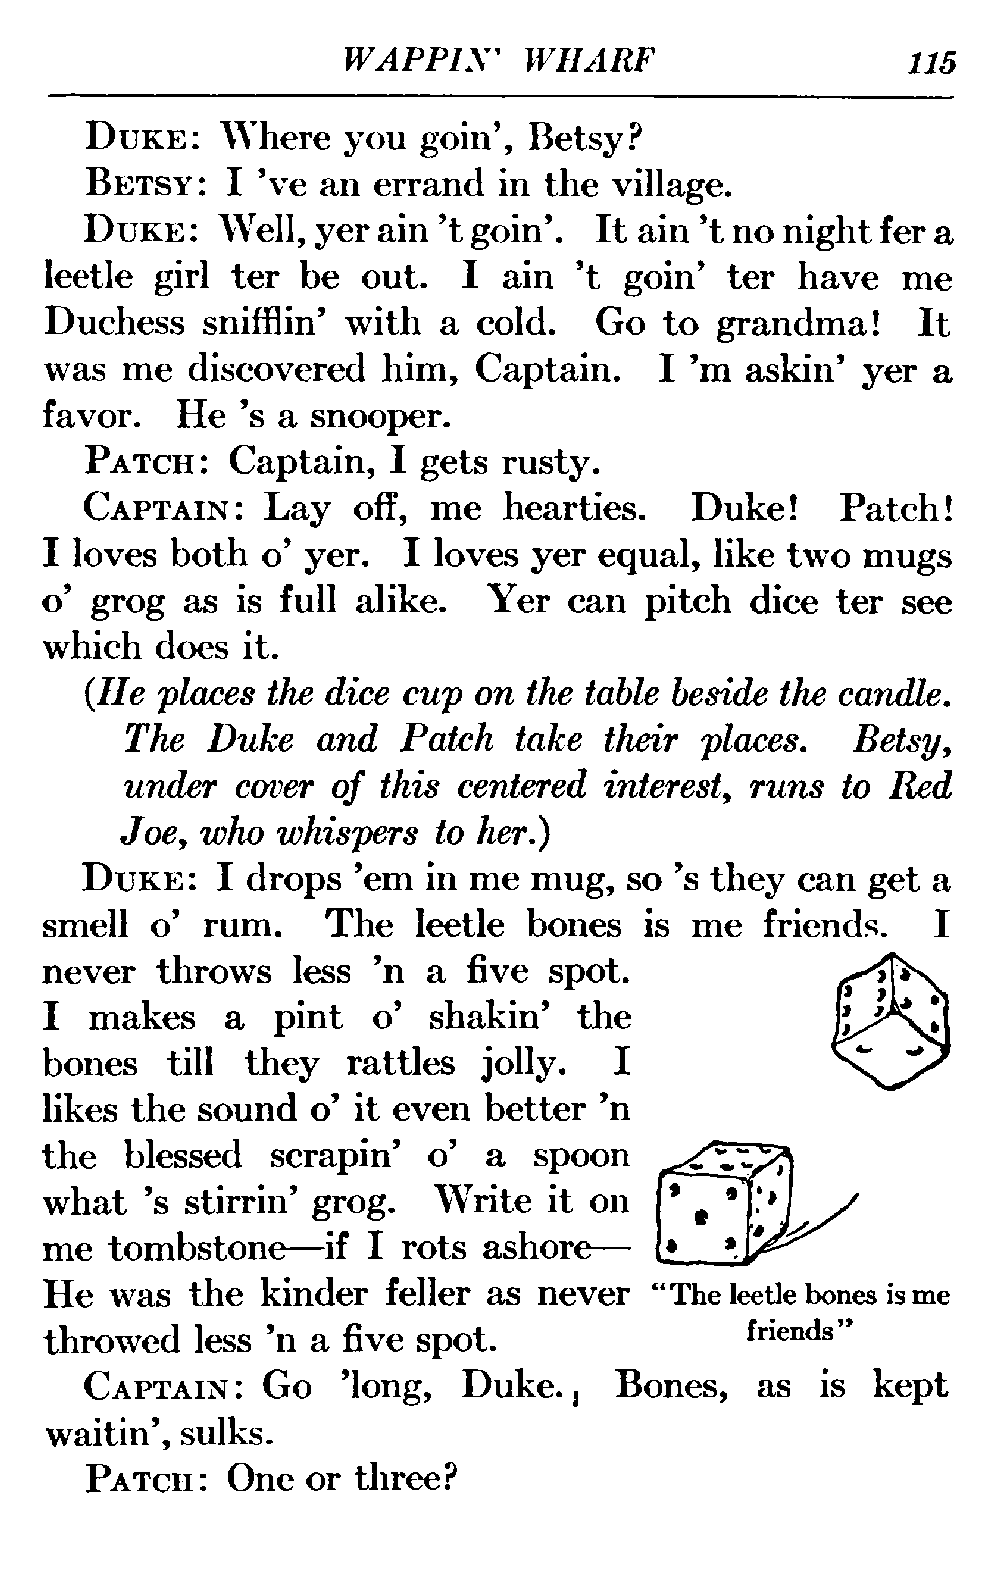 WAPPIN' WHARF 115
DUKE: Where you goin', Betsy?
BETSY: I 've an errand in the village.
DUKE: Well, yer ain 't goin'. It ain 't no night fer a
leetle girl ter be out. I ain 't goin' ter have me
Duchess snifflin' with a cold. Go to grandma! It
was me discovered him, Captain. I 'm askin' yer a
favor. He 's a snooper.
PATCH: Captain, I gets rusty.
CAPTAIN: Lay off, me hearties. Duke! Patch!
I loves both o' yer. I loves yer equal, like two mugs
o' grog as is full alike. Yer can pitch dice ter see
which does it.
(He places the dice cup on the table beside the candle.
The Duke and Patch take their places. Betsy,
under cover of this centered interest, runs to Red
Joe, who whispers to her.)
DUKE: I drops 'em in me mug, so 's they can get a
smell o' rum. The leetle bones is me friends. I
never throws less 'n a five spot.
I makes a pint o' shakin' the
bones till they rattles jolly. I
likes the sound o' it even better 'n
the blessed scrapin' o' a spoon
what 's stirrin' grog. Write it on
me tombstone—if I rots ashore—
He was the kinder feller as never
throwed less 'n a five spot.
"The leetle bones is me
friends"
CAPTAIN: Go 'long, Duke. Bones, as is kept
waitin', sulks.
PATCH: One or three?